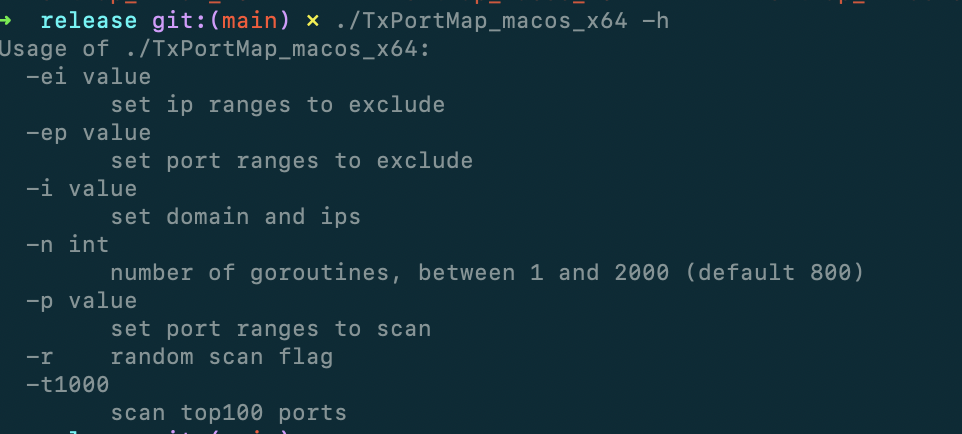 ➜ release git:(main) ✗ ./TxPortMap_macos_x64 -h
Usage of ./TxPortMap_macos_x64:
  -ei value
        set ip ranges to exclude
  -ep value
        set port ranges to exclude
  -i value
        set domain and ips
  -n int
        number of goroutines, between 1 and 2000 (default 800)
  -p value
        set port ranges to scan
  -r    random scan flag
  -t1000
        scan top100 ports